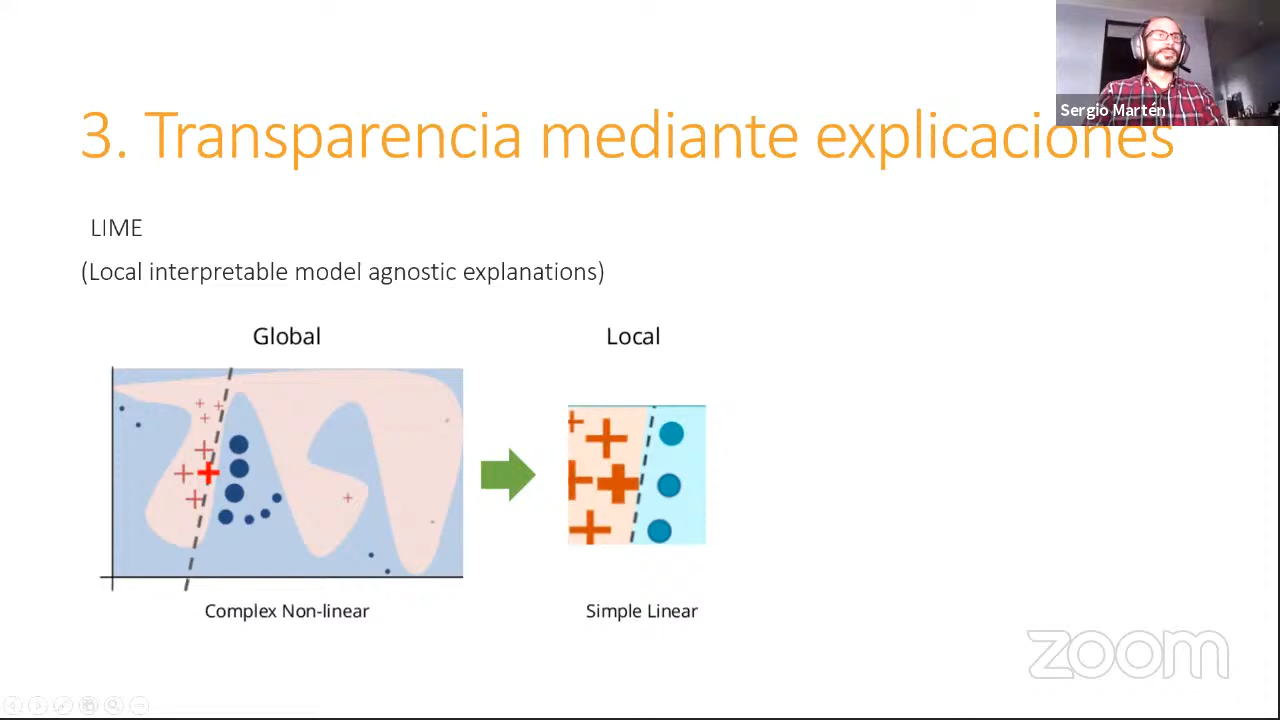 Sergio Martén
3. Transparencia mediante explicaciones
LIME
(Local interpretable model agnostic explanations)
Global
Local
Complex Non-linear
Simple Linear
zoom